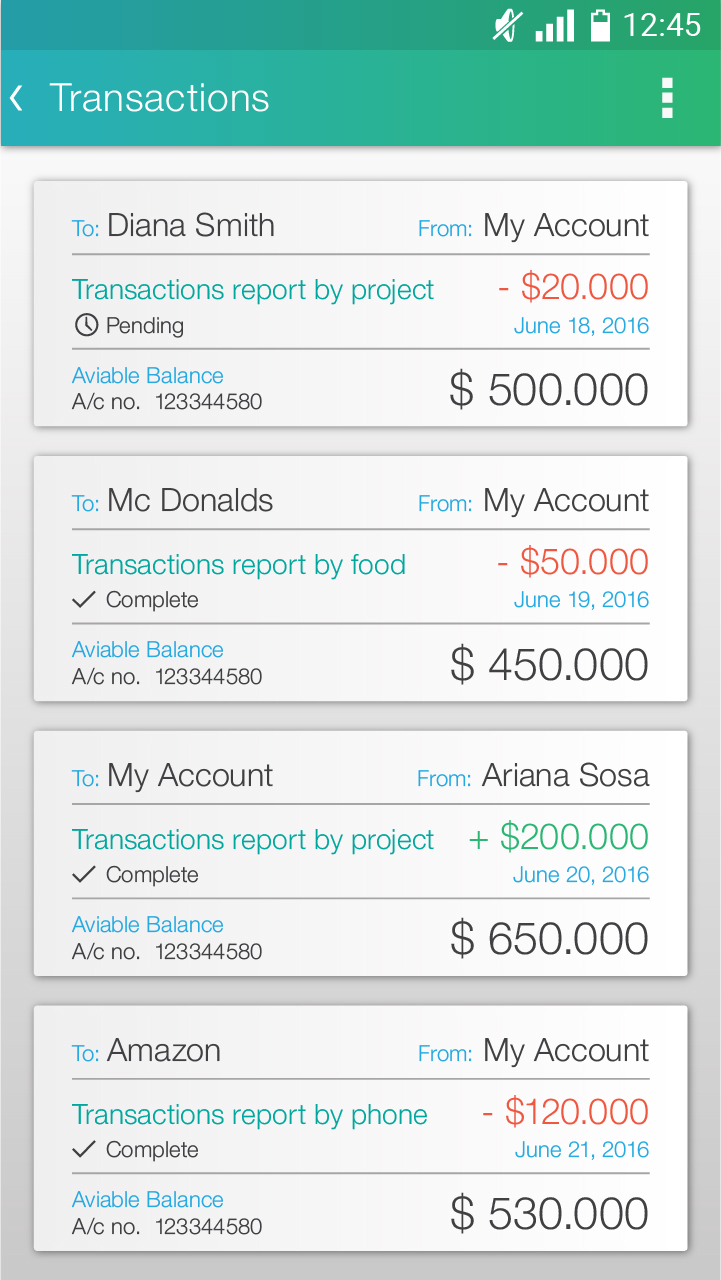 12:45
Transactions
To: Diana Smith From: My Account
Transactions report by project - $20.000
Pending June 18, 2016
Aviable Balance
A/c no. 123344580 $ 500.000
To: Mc Donalds From: My Account
Transactions report by food - $50.000
Complete June 19, 2016
Aviable Balance
A/c no. 123344580 $ 450.000
To: My Account From: Ariana Sosa
Transactions report by project + $200.000
Complete June 20, 2016
Aviable Balance
A/c no. 123344580 $ 650.000
To: Amazon From: My Account
Transactions report by phone - $120.000
Complete June 21, 2016
Aviable Balance
A/c no. 123344580 $ 530.000